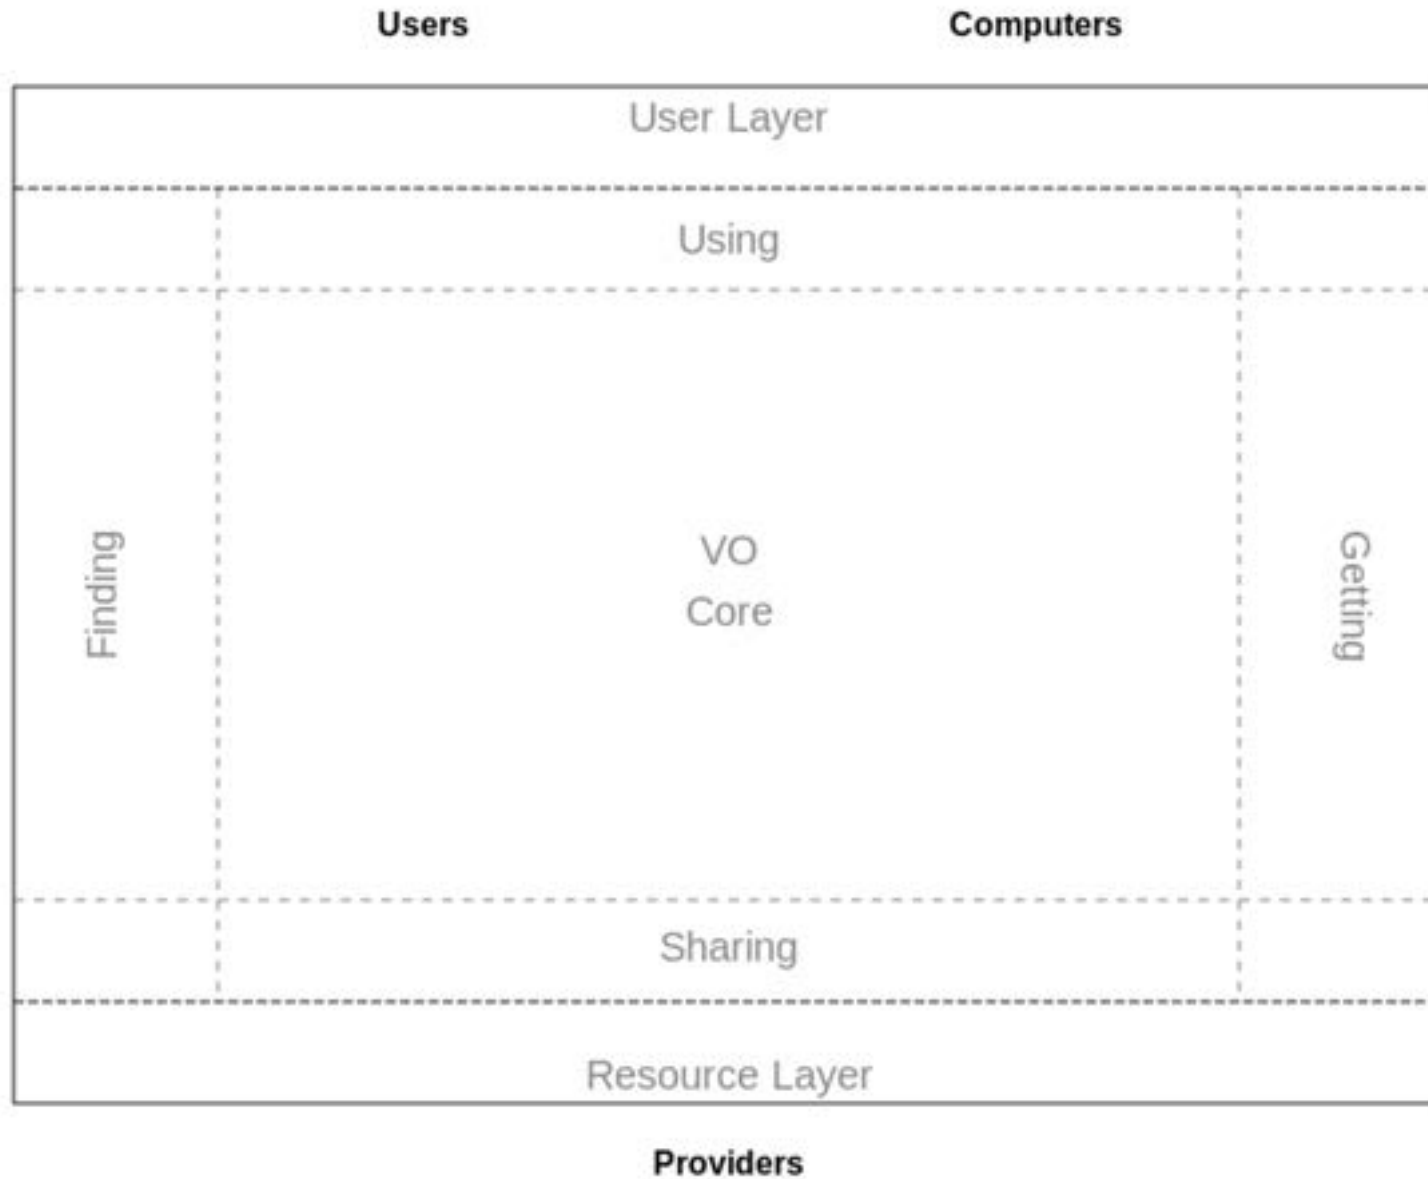 Users
Computers
User Layer
Using
Finding
VO
Core
Getting
Sharing
Resource Layer
Providers